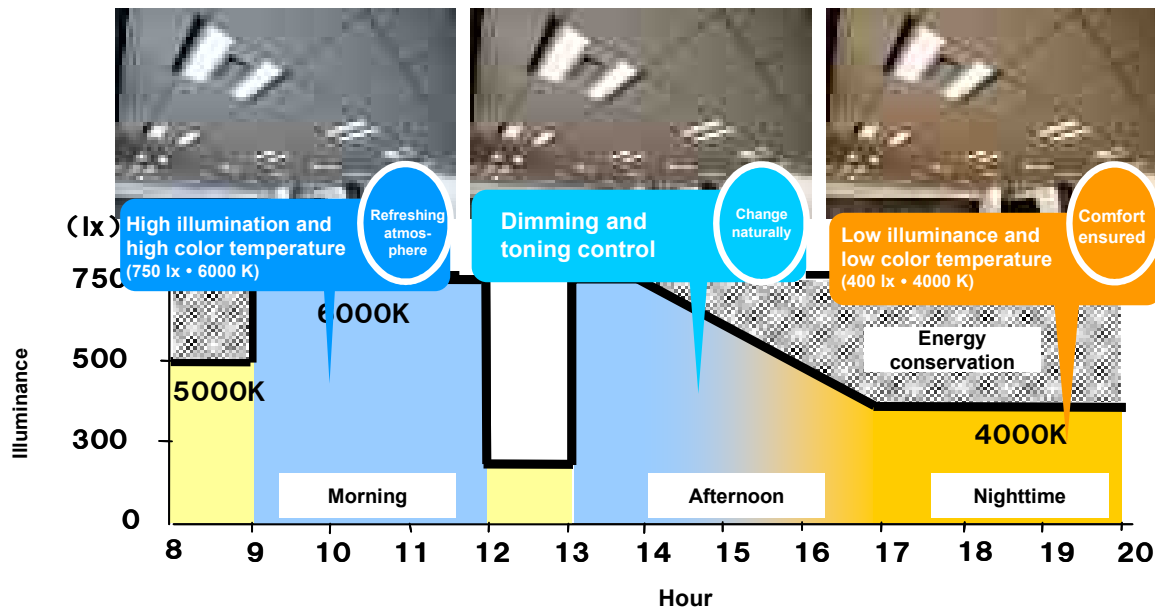 (lx)
High illumination and
high color temperature
(750 lx • 6000 K)
Refreshing
atmos-
phere
Dimming and
toning control
Change
naturally
Low illuminance and
low color temperature
(400 lx • 4000 K)
Comfort
ensured
750
6000K
Energy
conservation
500
5000K
Illuminance
300
4000K
Morning
Afternoon
Nighttime
0
8 9 10 11 12 13 14 15 16 17 18 19 20
Hour